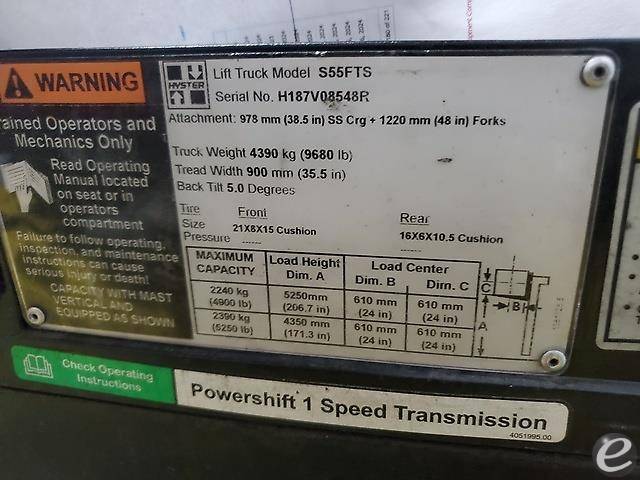 WARNING
rained Operators and
Mechanics Only
Read Operating
Manual located
on seat or in
operators
compartment
Failure to follow operating,
inspection, and maintenance
instructions can cause
serious injury or death!
CAPACITY WITH MAST
VERTICAL AND
EQUIPPED AS SHOWN
HYSTER
Lift Truck Model S55FTS
Serial No. H187V08548R
Attachment: 978 mm (38.5 in) SS Crg + 1220 mm (48 in) Forks
Truck Weight 4390 kg (9680 lb)
Tread Width 900 mm (35.5 in)
Back Tilt 5.0 Degrees
Tire Front Rear
Size 21X8X15 Cushion 16X6X10.5 Cushion
Pressure ------ ------
MAXIMUM CAPACITY Load Height Dim. A Load Center Dim. B Dim. C
2240 kg (4900 lb) 5250mm (206.7 in) 610 mm (24 in) 610 mm (24 in)
2390 kg (5250 lb) 4350 mm (171.3 in) 610 mm (24 in) 610 mm (24 in)
C
B
A
Check Operating
Instructions
Powershift 1 Speed Transmission
4051995.00
e